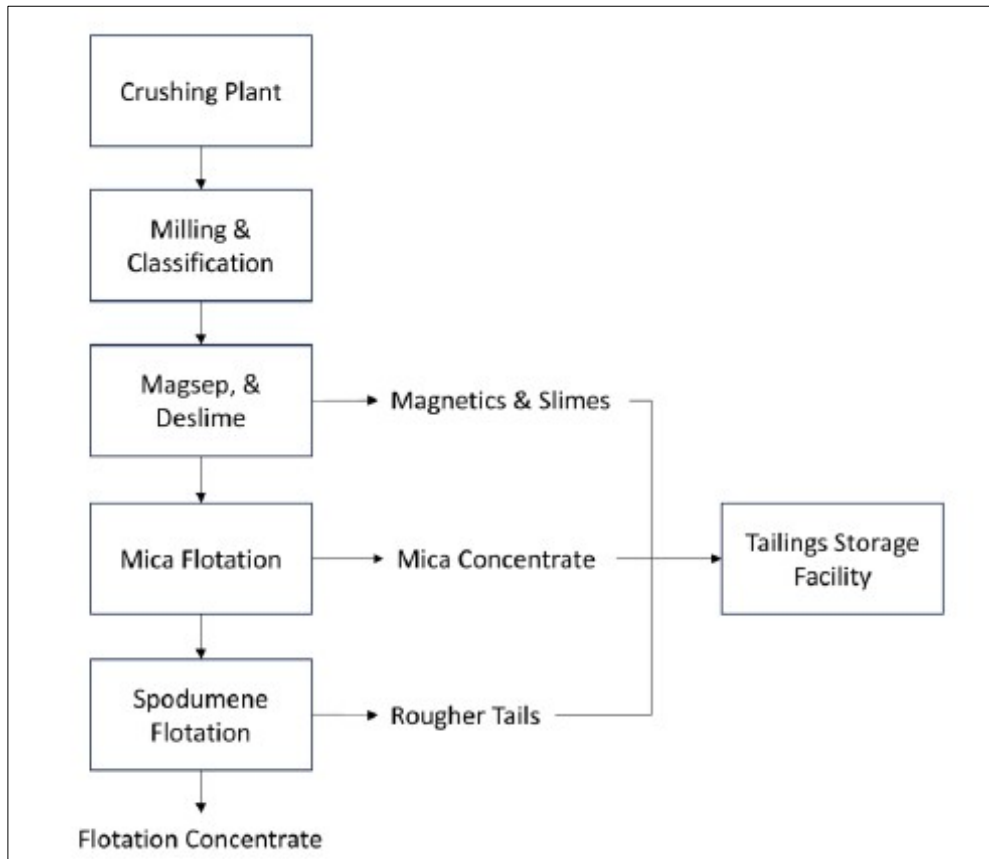 Crushing Plant
Milling &
Classification
Magsep, &
Deslime
Magnetics & Slimes
Mica Flotation
Mica Concentrate
Tailings Storage
Facility
Spodumene
Flotation
Rougher Tails
Flotation Concentrate